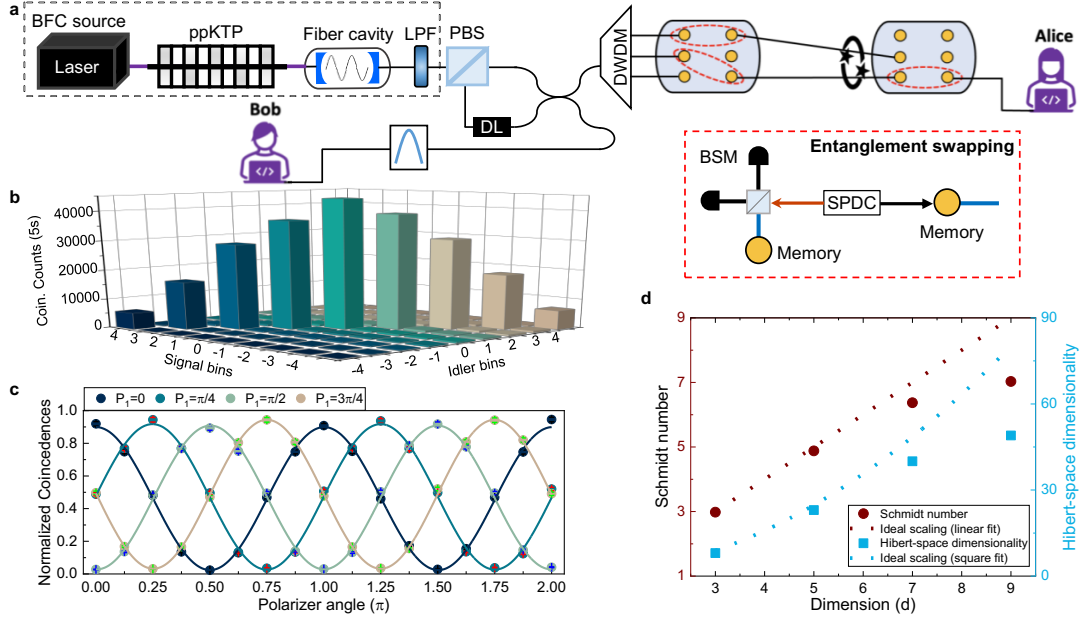 a
BFC source
ppKTP
Fiber cavity
LPF
PBS
Laser
DL
DWDM
Alice
</>
Bob
</>
Entanglement swapping
BSM
SPDC
Memory
Memory
b
Coin. Counts (5s)
40000
30000
20000
10000
0
4 3 2 1 0 -1 -2 -3 -4
Signal bins
-4 -3 -2 -1 0 1 2 3 4
Idler bins
c
P1=0 P1=π/4 P1=π/2 P1=3π/4
Normalized Coincedences
1.0
0.8
0.6
0.4
0.2
0.0
0.00 0.25 0.50 0.75 1.00 1.25 1.50 1.75 2.00
Polarizer angle (π)
d
Schmidt number
9
7
5
3
1
90
60
30
0
Hibert-space dimensionality
Schmidt number
Ideal scaling (linear fit)
Hibert-space dimensionality
Ideal scaling (square fit)
3 4 5 6 7 8 9
Dimension (d)